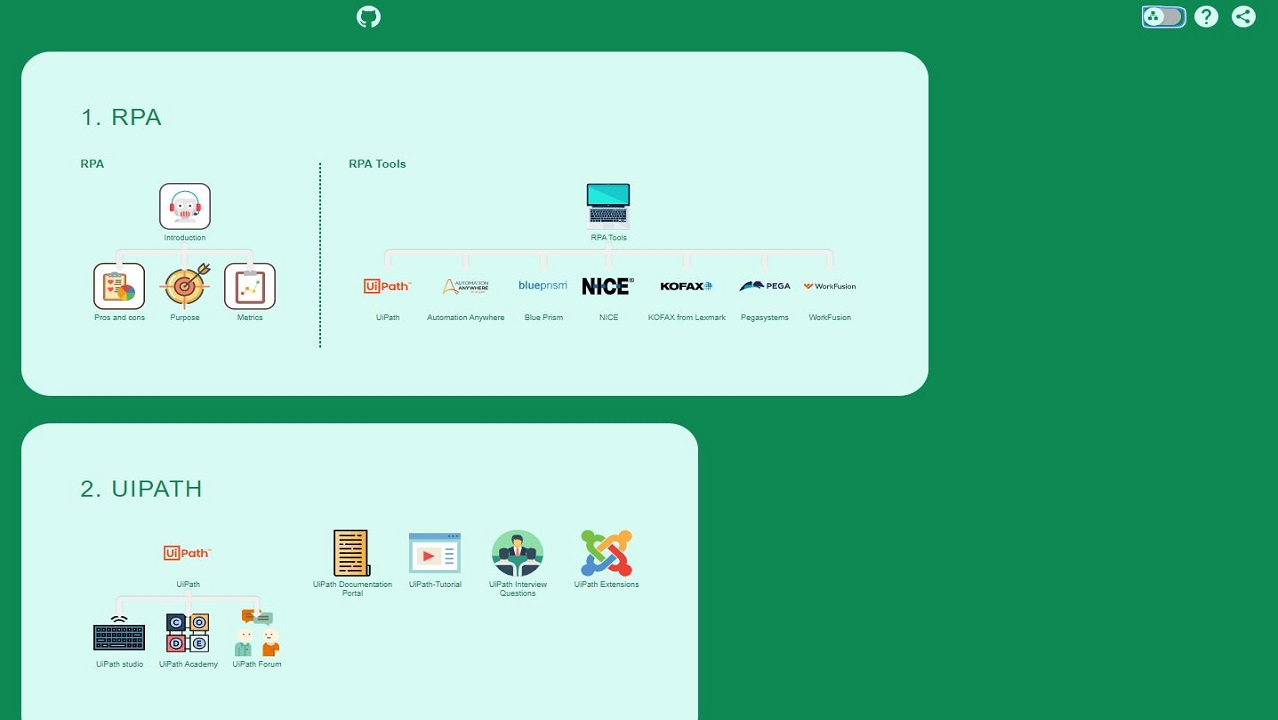 1. RPA
RPA
RPA Tools
Introduction
RPA Tools
UiPath
AUTOMATION ANYWHERE
blueprism
NICE
KOFAX
PEGA
WorkFusion
Pros and cons
Purpose
Metrics
UiPath
Automation Anywhere
Blue Prism
NICE
KOFAX from Lexmark
Pegasystems
WorkFusion
2. UIPATH
UiPath
UiPath
UiPath Documentation
Portal
UiPath-Tutorial
UiPath Interview
Questions
UiPath Extensions
C O
D E
UiPath studio
UiPath Academy
UiPath Forum